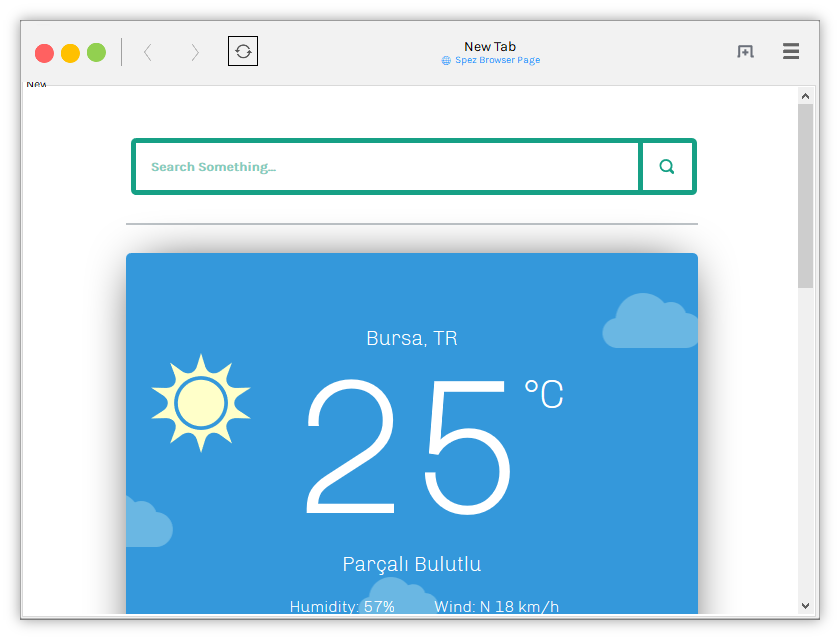 New Tab
Spez Browser Page
New
Search Something...
Bursa, TR
25 °C
Parçalı Bulutlu
Humidity: 57% Wind: N 18 km/h